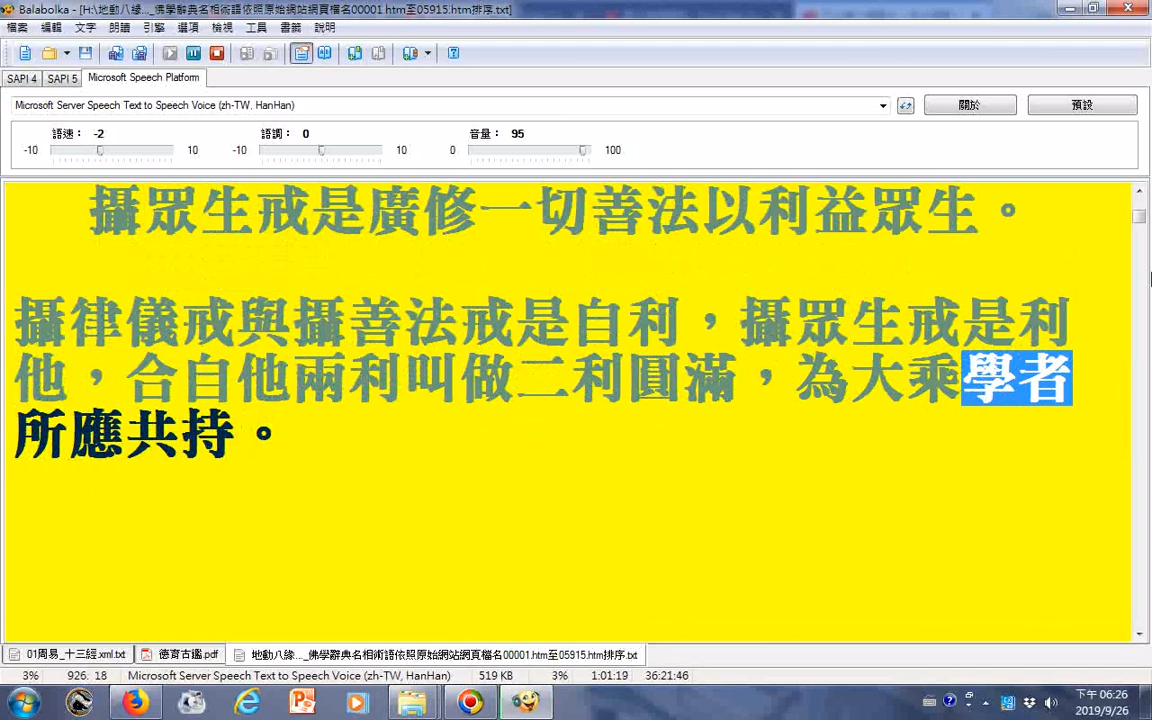 Balabolka - [H:\地動八緣..._佛學辭典名相術語依照原始網站網頁檔名00001.htm至05915.htm排序.txt]
檔案 編輯 文字 朗讀 引擎 選項 檢視 工具 書籤 說明
SAPI 4 SAPI 5 Microsoft Speech Platform
Microsoft Server Speech Text to Speech Voice (zh-TW, HanHan) 關於 預設
語速： -2 語調： 0 音量： 95
-10 10 -10 10 0 100
攝眾生戒是廣修一切善法以利益眾生。
攝律儀戒與攝善法戒是自利，攝眾生戒是利
他，合自他兩利叫做二利圓滿，為大乘學者
所應共持。
01周易_十三經.xml.txt 德育古鑑.pdf 地動八緣..._佛學辭典名相術語依照原始網站網頁檔名00001.htm至05915.htm排序.txt
3% 926. 18 Microsoft Server Speech Text to Speech Voice (zh-TW, HanHan) 519 KB 3% 1:01:19 36:21:46
下午 06:26
2019/9/26